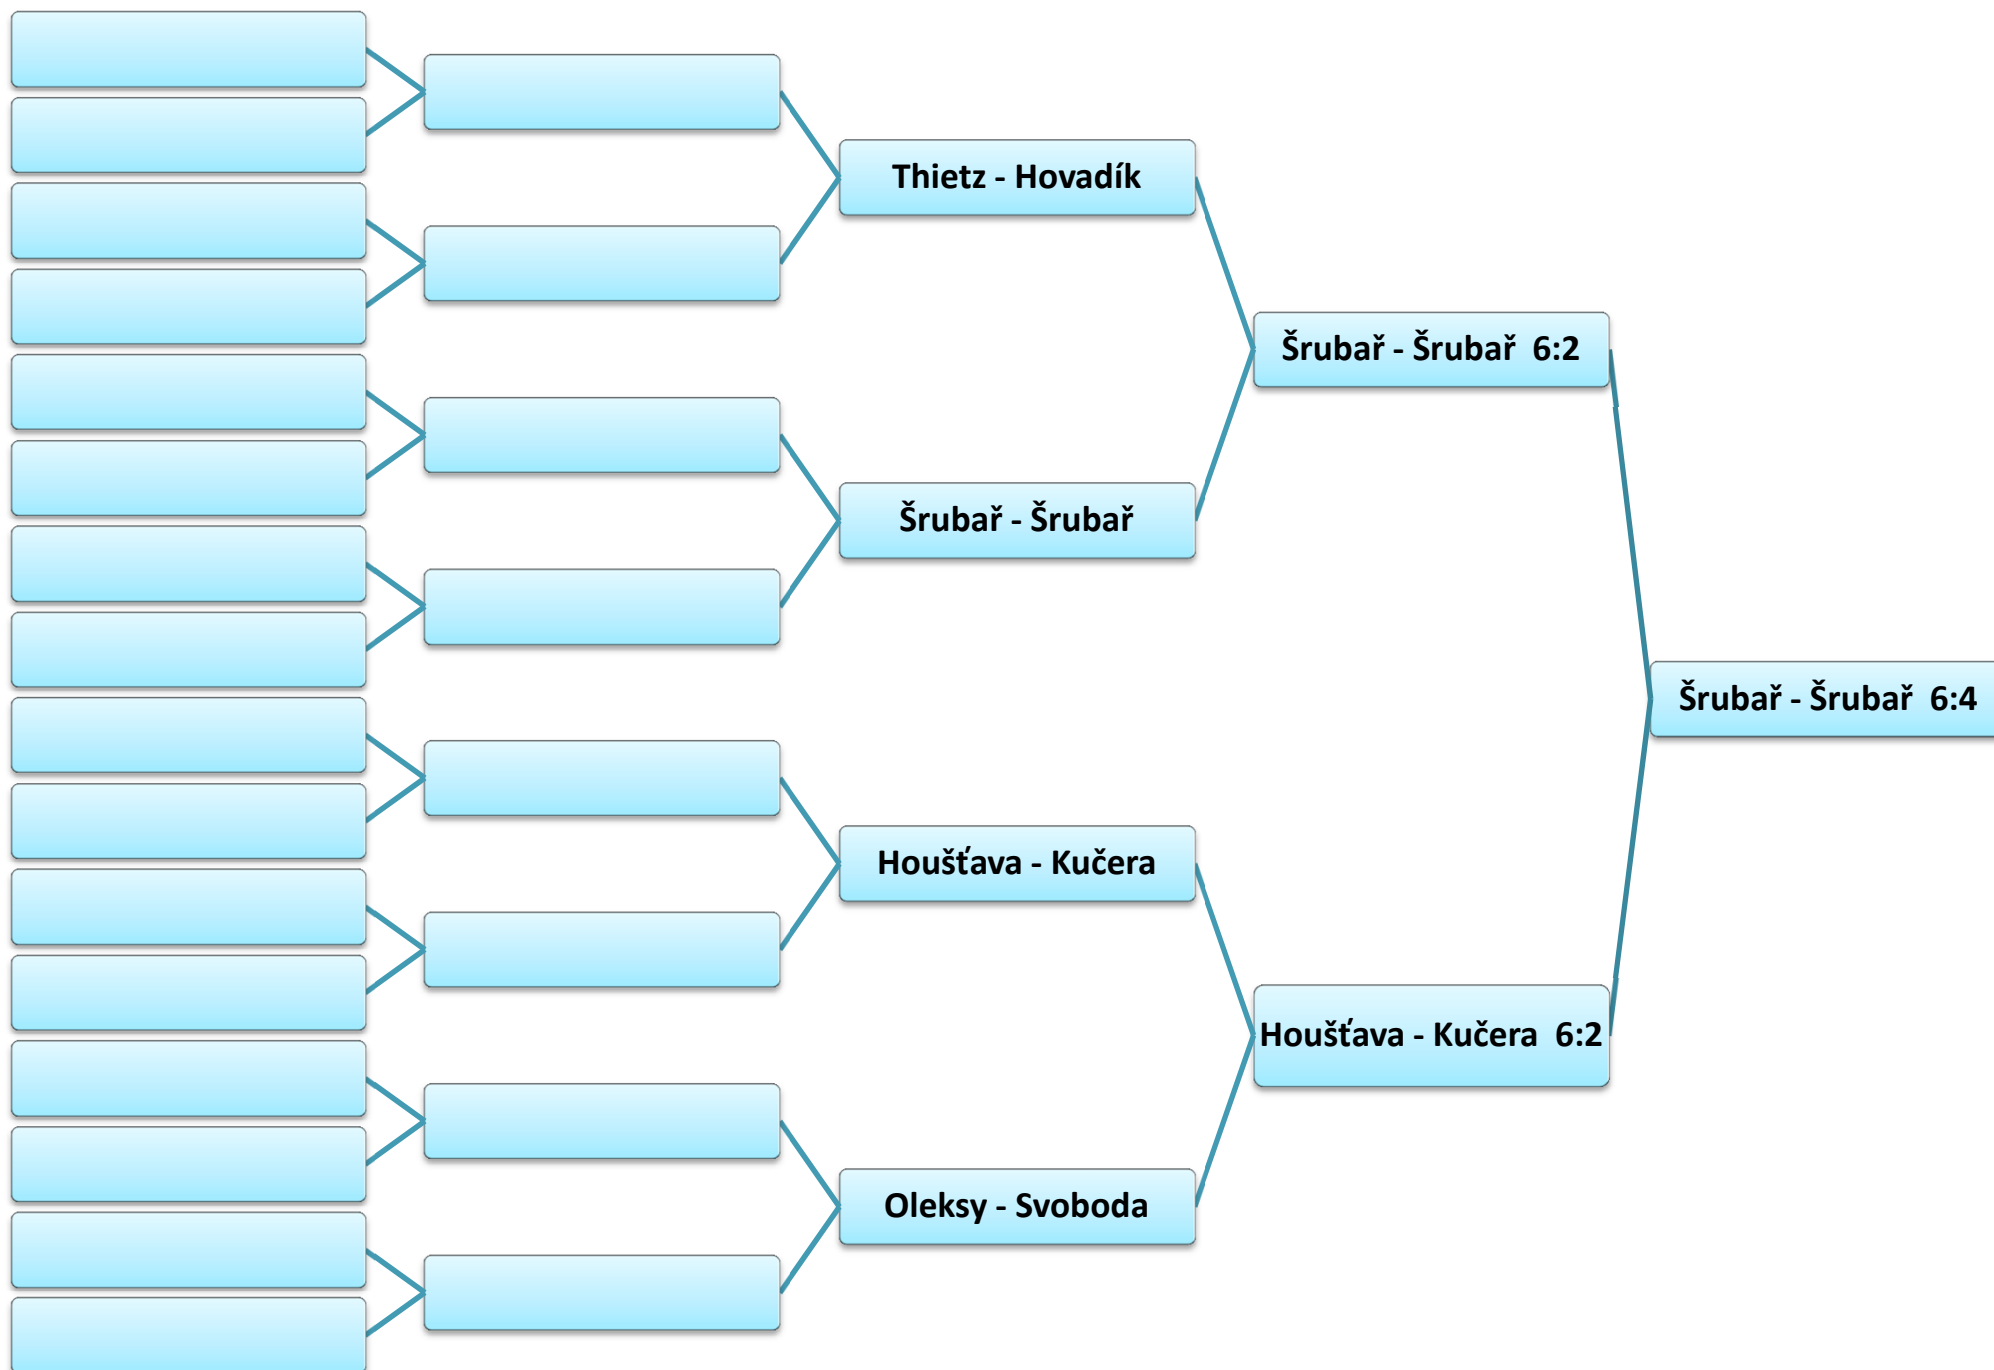 Thietz - Hovadík
Šrubař - Šrubař 6:2
Šrubař - Šrubař
Šrubař - Šrubař 6:4
Houšťava - Kučera
Houšťava - Kučera 6:2
Oleksy - Svoboda